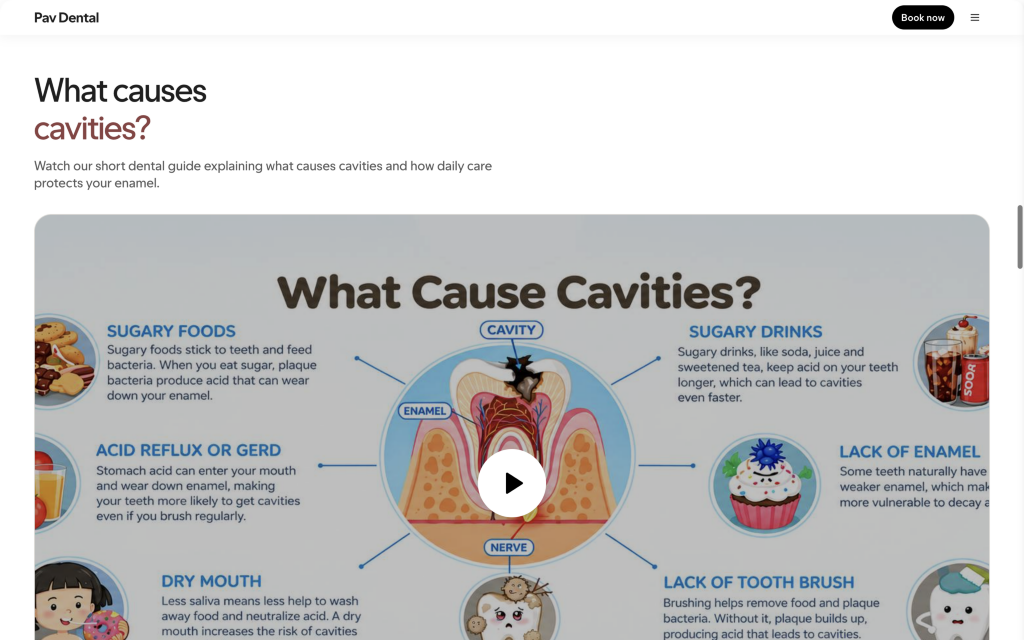 Pav Dental
Book now
What causes
cavities?
Watch our short dental guide explaining what causes cavities and how daily care
protects your enamel.
What Cause Cavities?
CAVITY
SUGARY FOODS
Sugary foods stick to teeth and feed
bacteria. When you eat sugar, plaque
bacteria produce acid that can wear
down your enamel.
SUGARY DRINKS
Sugary drinks, like soda, juice and
sweetened tea, keep acid on your teeth
longer, which can lead to cavities
even faster.
SOOR
ENAMEL
ACID REFLUX OR GERD
Stomach acid can enter your mouth
and wear down enamel, making
your teeth more likely to get cavities
even if you brush regularly.
LACK OF ENAMEL
Some teeth naturally have
weaker enamel, which mak
more vulnerable to decay a
NERVE
DRY MOUTH
Less saliva means less help to wash
away food and neutralize acid. A dry
mouth increases the risk of cavities
LACK OF TOOTH BRUSH
Brushing helps remove food and plaque
bacteria. Without it, plaque builds up,
producing acid that leads to cavities.